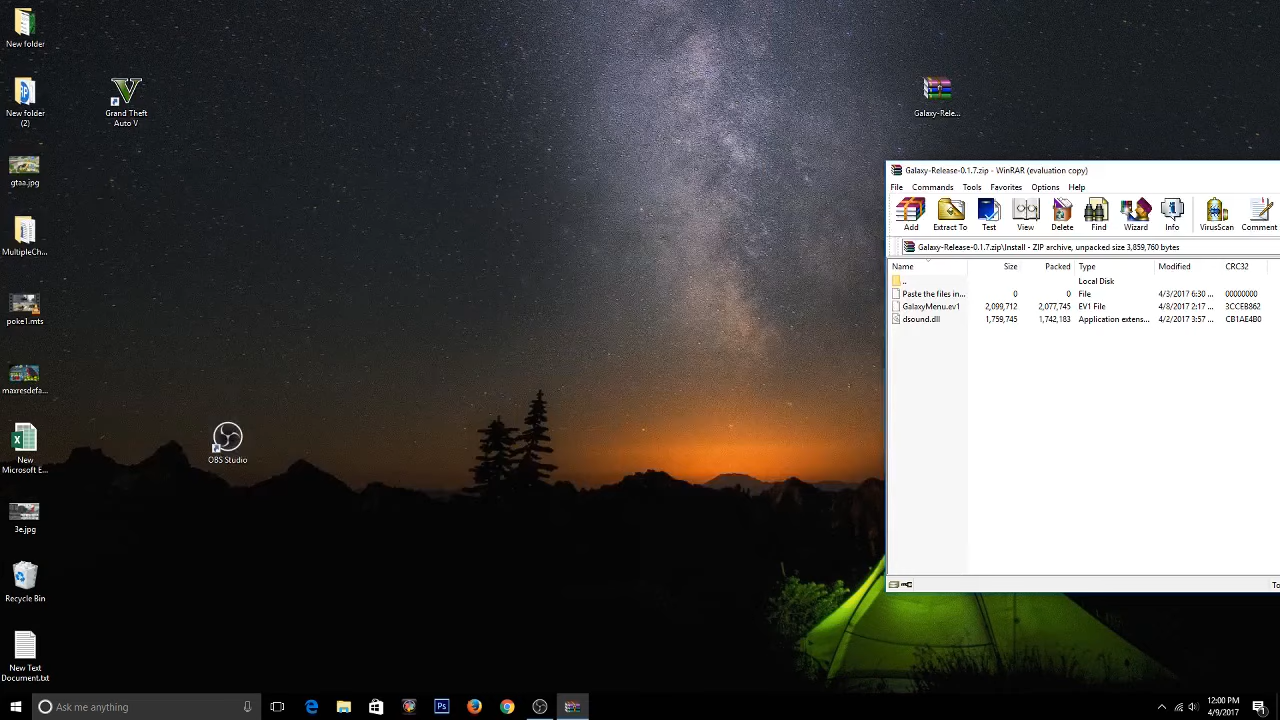 New folder
New folder
(2)
gtaa.jpg
MultipleCh...
poke1.mts
maxresdefa...
New
Microsoft E...
3e.jpg
Recycle Bin
New Text
Document.txt
Grand Theft
Auto V
OBS Studio
Galaxy-Rele...
Galaxy-Release-0.1.7.zip - WinRAR (evaluation copy)
File Commands Tools Favorites Options Help
Add Extract To Test View Delete Find Wizard Info VirusScan Comment
Galaxy-Release-0.1.7.zip\Install - ZIP archive, unpacked size 3,859,760 bytes
Name Size Packed Type Modified CRC32
.. Local Disk
Paste the files in... 0 0 File 4/3/2017 6:30 ... 00000000
GalaxyMenu.ev1 2,099,712 2,077,745 EV1 File 4/8/2017 2:17 ... 3CCEB862
dsound.dll 1,759,745 1,742,183 Application extens... 4/2/2017 3:57 ... CB1AE4B0
To
Ask me anything
Ps
12:00 PM
4/9/2017